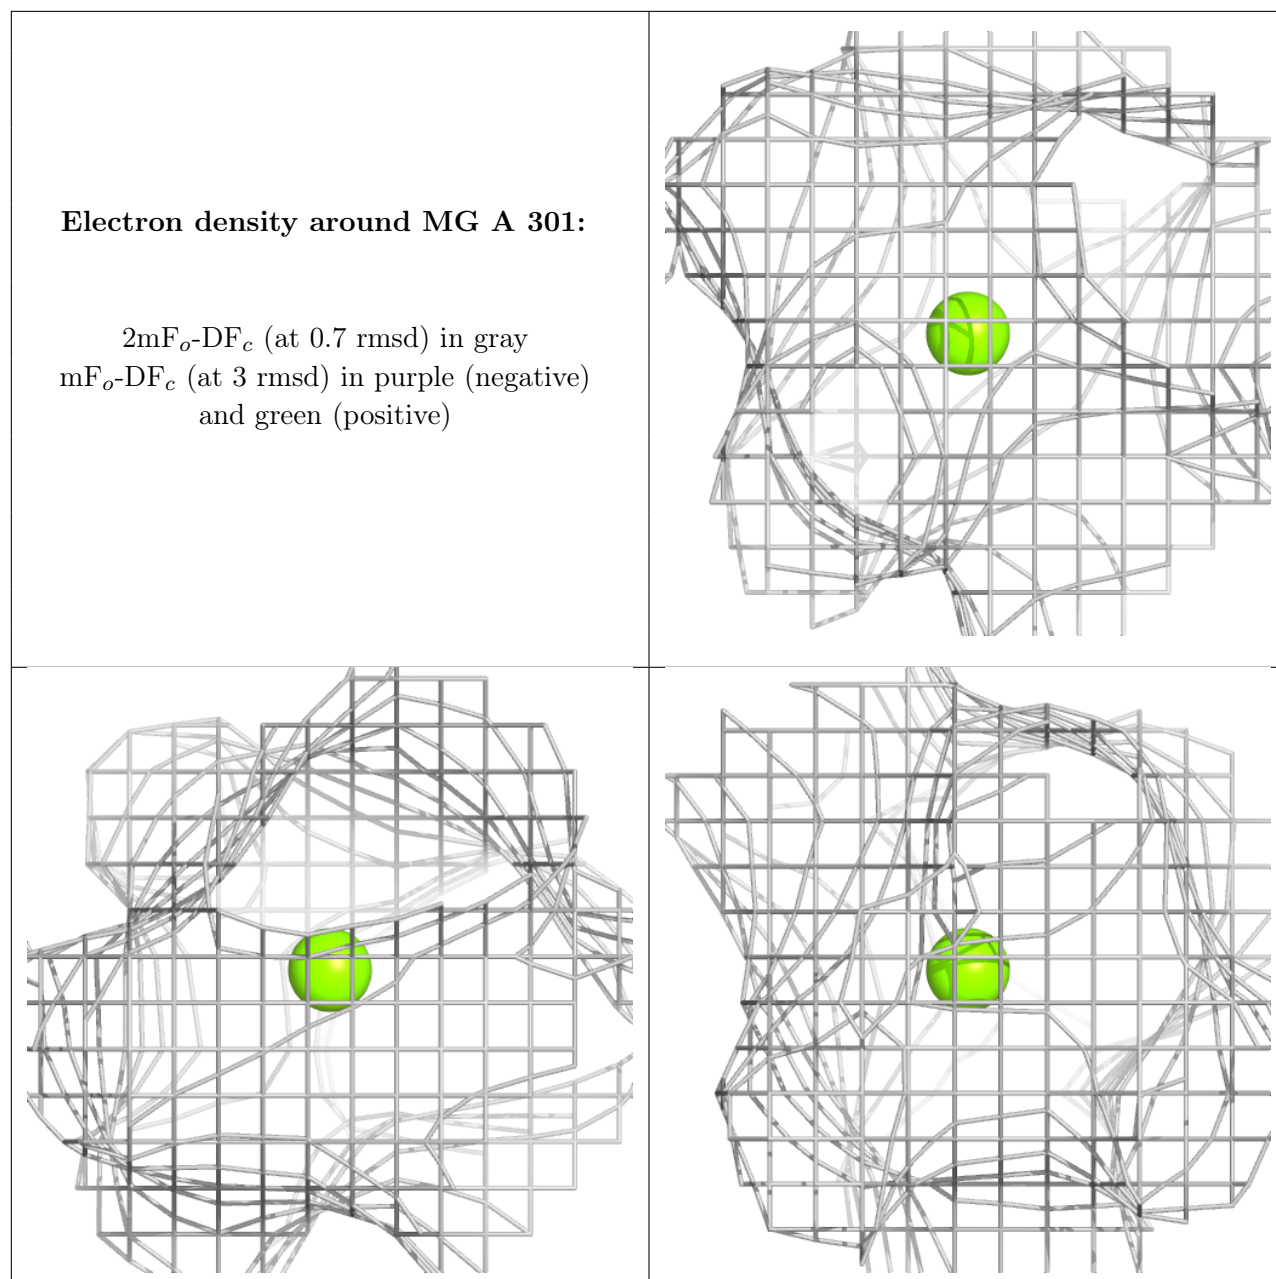 Electron density around MG A 301:
2mFo-DFc (at 0.7 rmsd) in gray
mFo-DFc (at 3 rmsd) in purple (negative)
and green (positive)